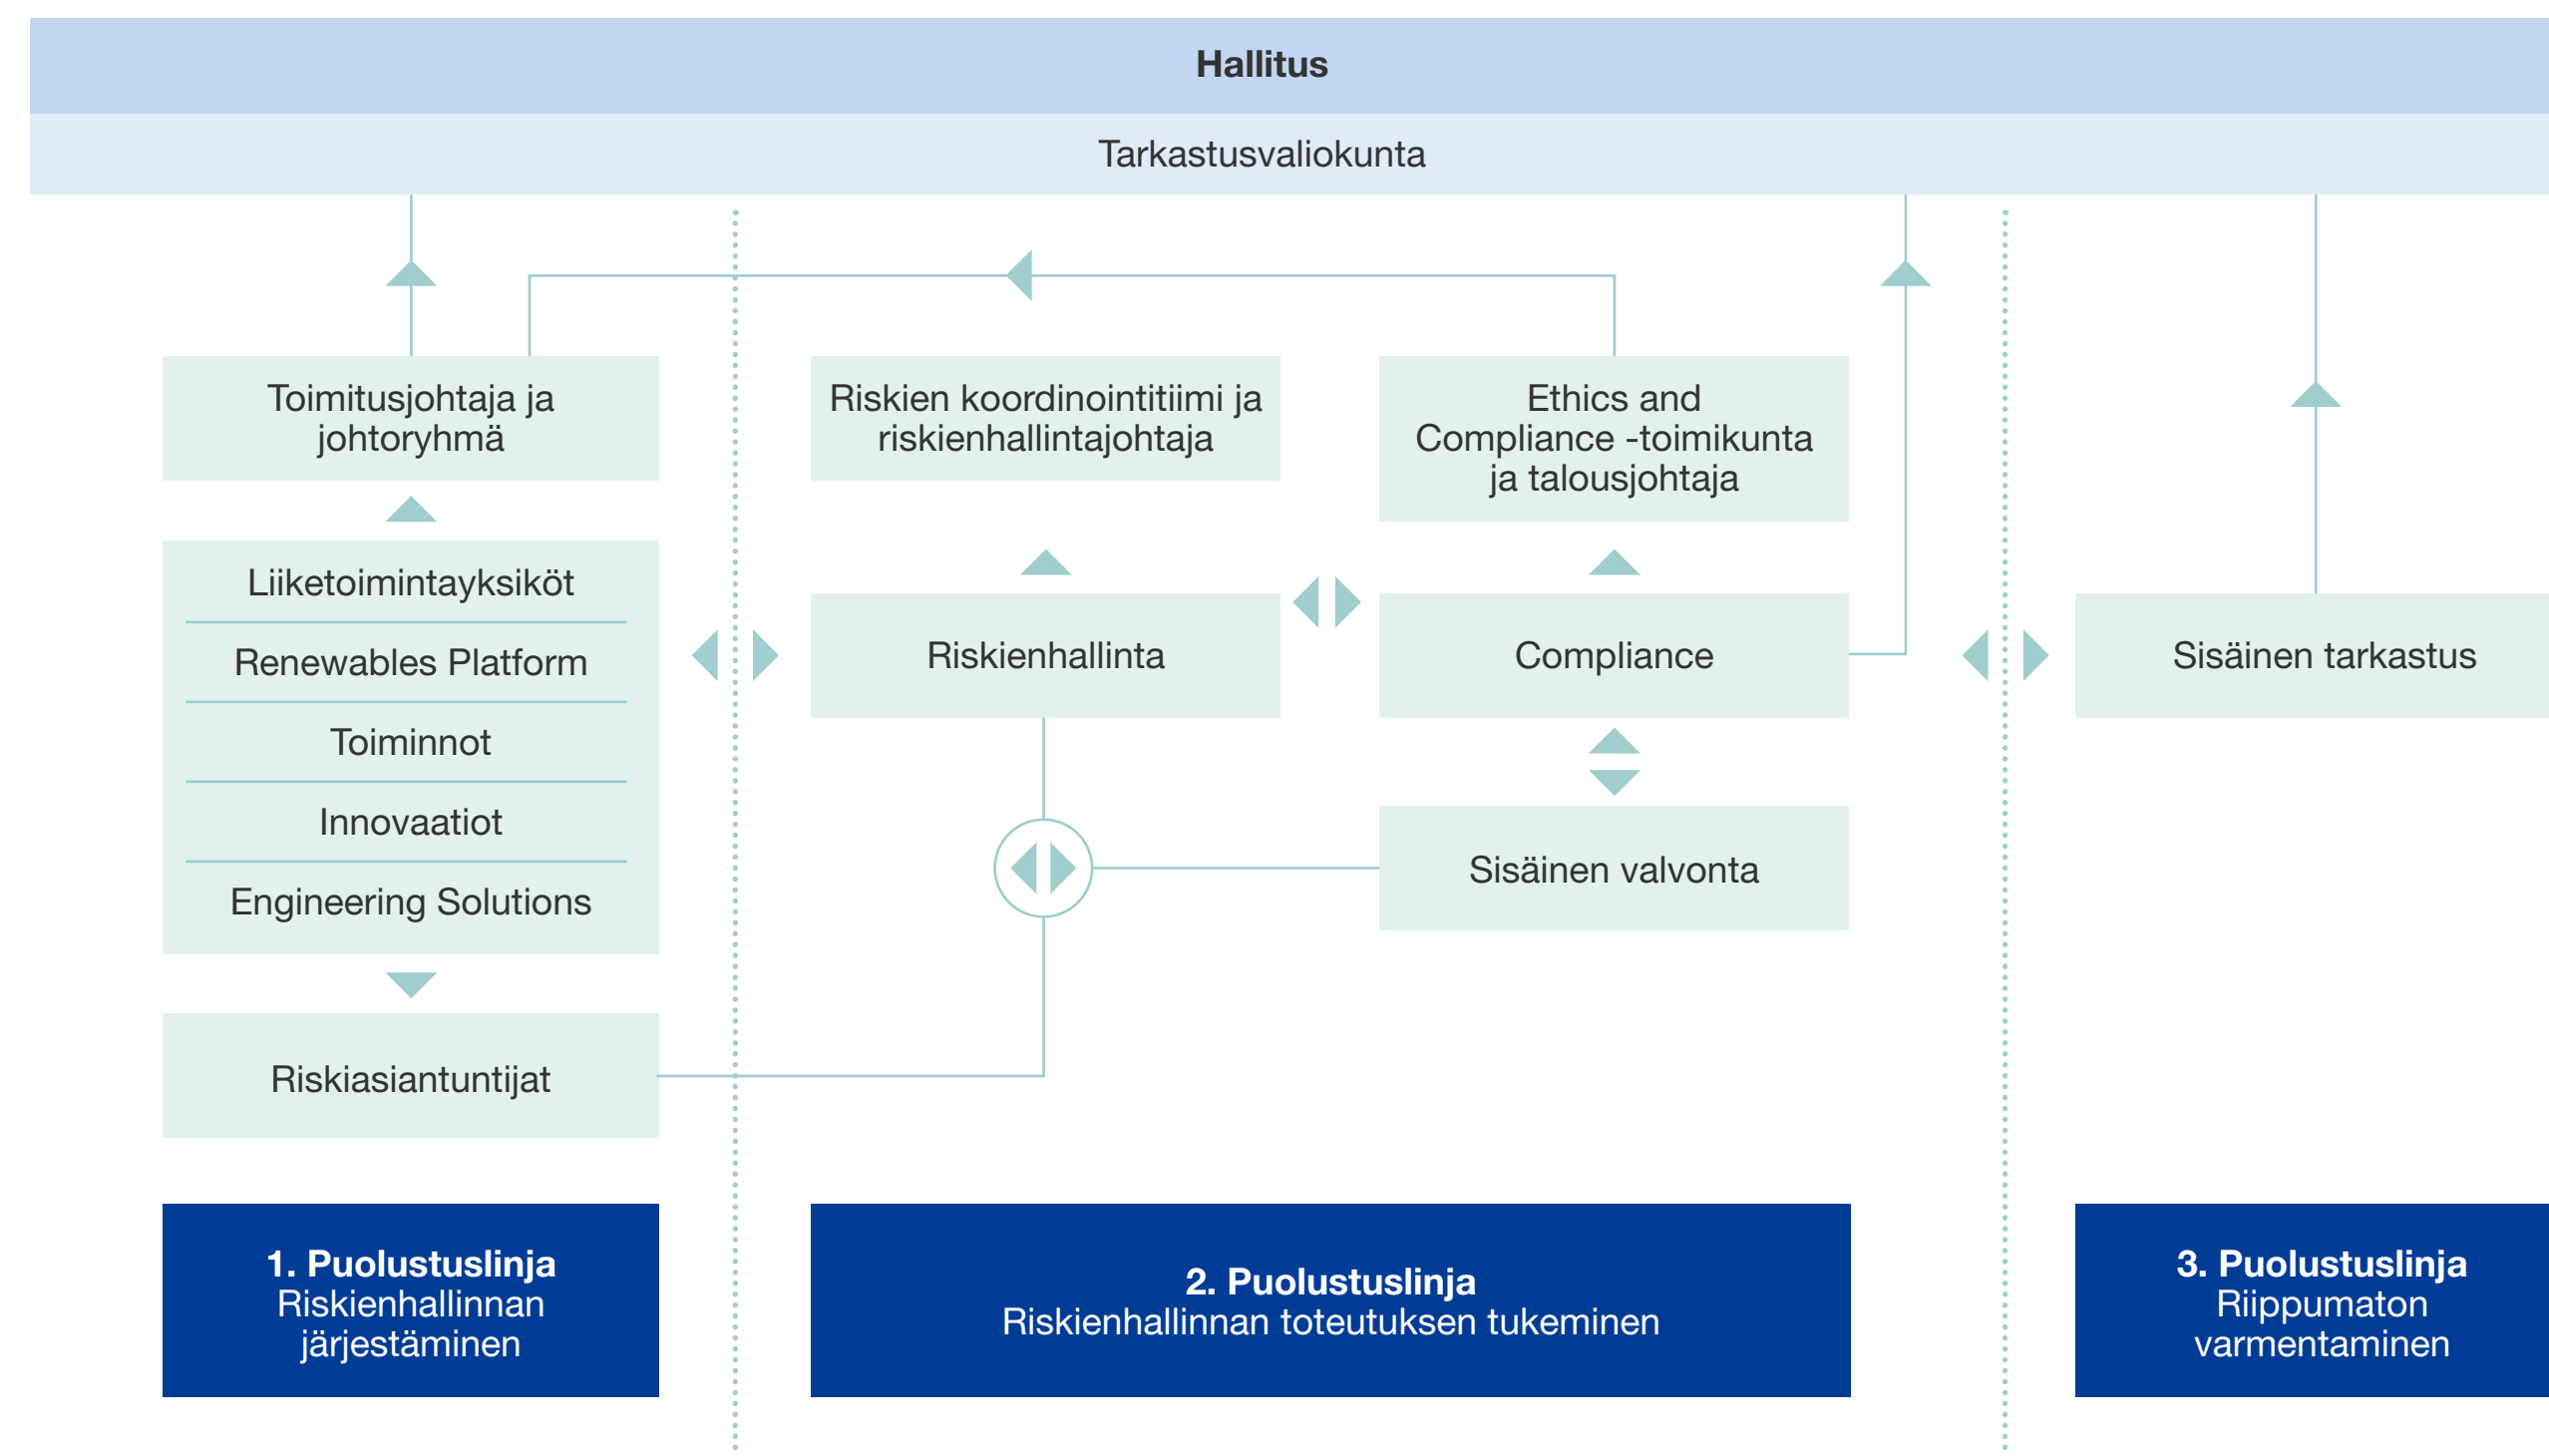 Hallitus
Tarkastusvaliokunta
Toimitusjohtaja ja
johtoryhmä
Liiketoimintayksiköt
Renewables Platform
Toiminnot
Innovaatiot
Engineering Solutions
Riskiasiantuntijat
Riskien koordinointitiimi ja
riskienhallintajohtaja
Riskienhallinta
Ethics and
Compliance -toimikunta
ja talousjohtaja
Compliance
Sisäinen valvonta
Sisäinen tarkastus
1. Puolustuslinja
Riskienhallinnan
järjestäminen
2. Puolustuslinja
Riskienhallinnan toteutuksen tukeminen
3. Puolustuslinja
Riippumaton
varmentaminen